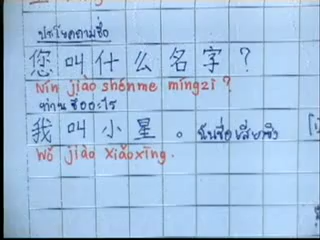 ประโยคถามชื่อ
您叫什么名字?
Nín jiào shénme míngzi?
ท่านชื่ออะไร
我叫小星。ฉันชื่อเสี่ยวซิง
Wǒ jiào Xiǎoxīng.